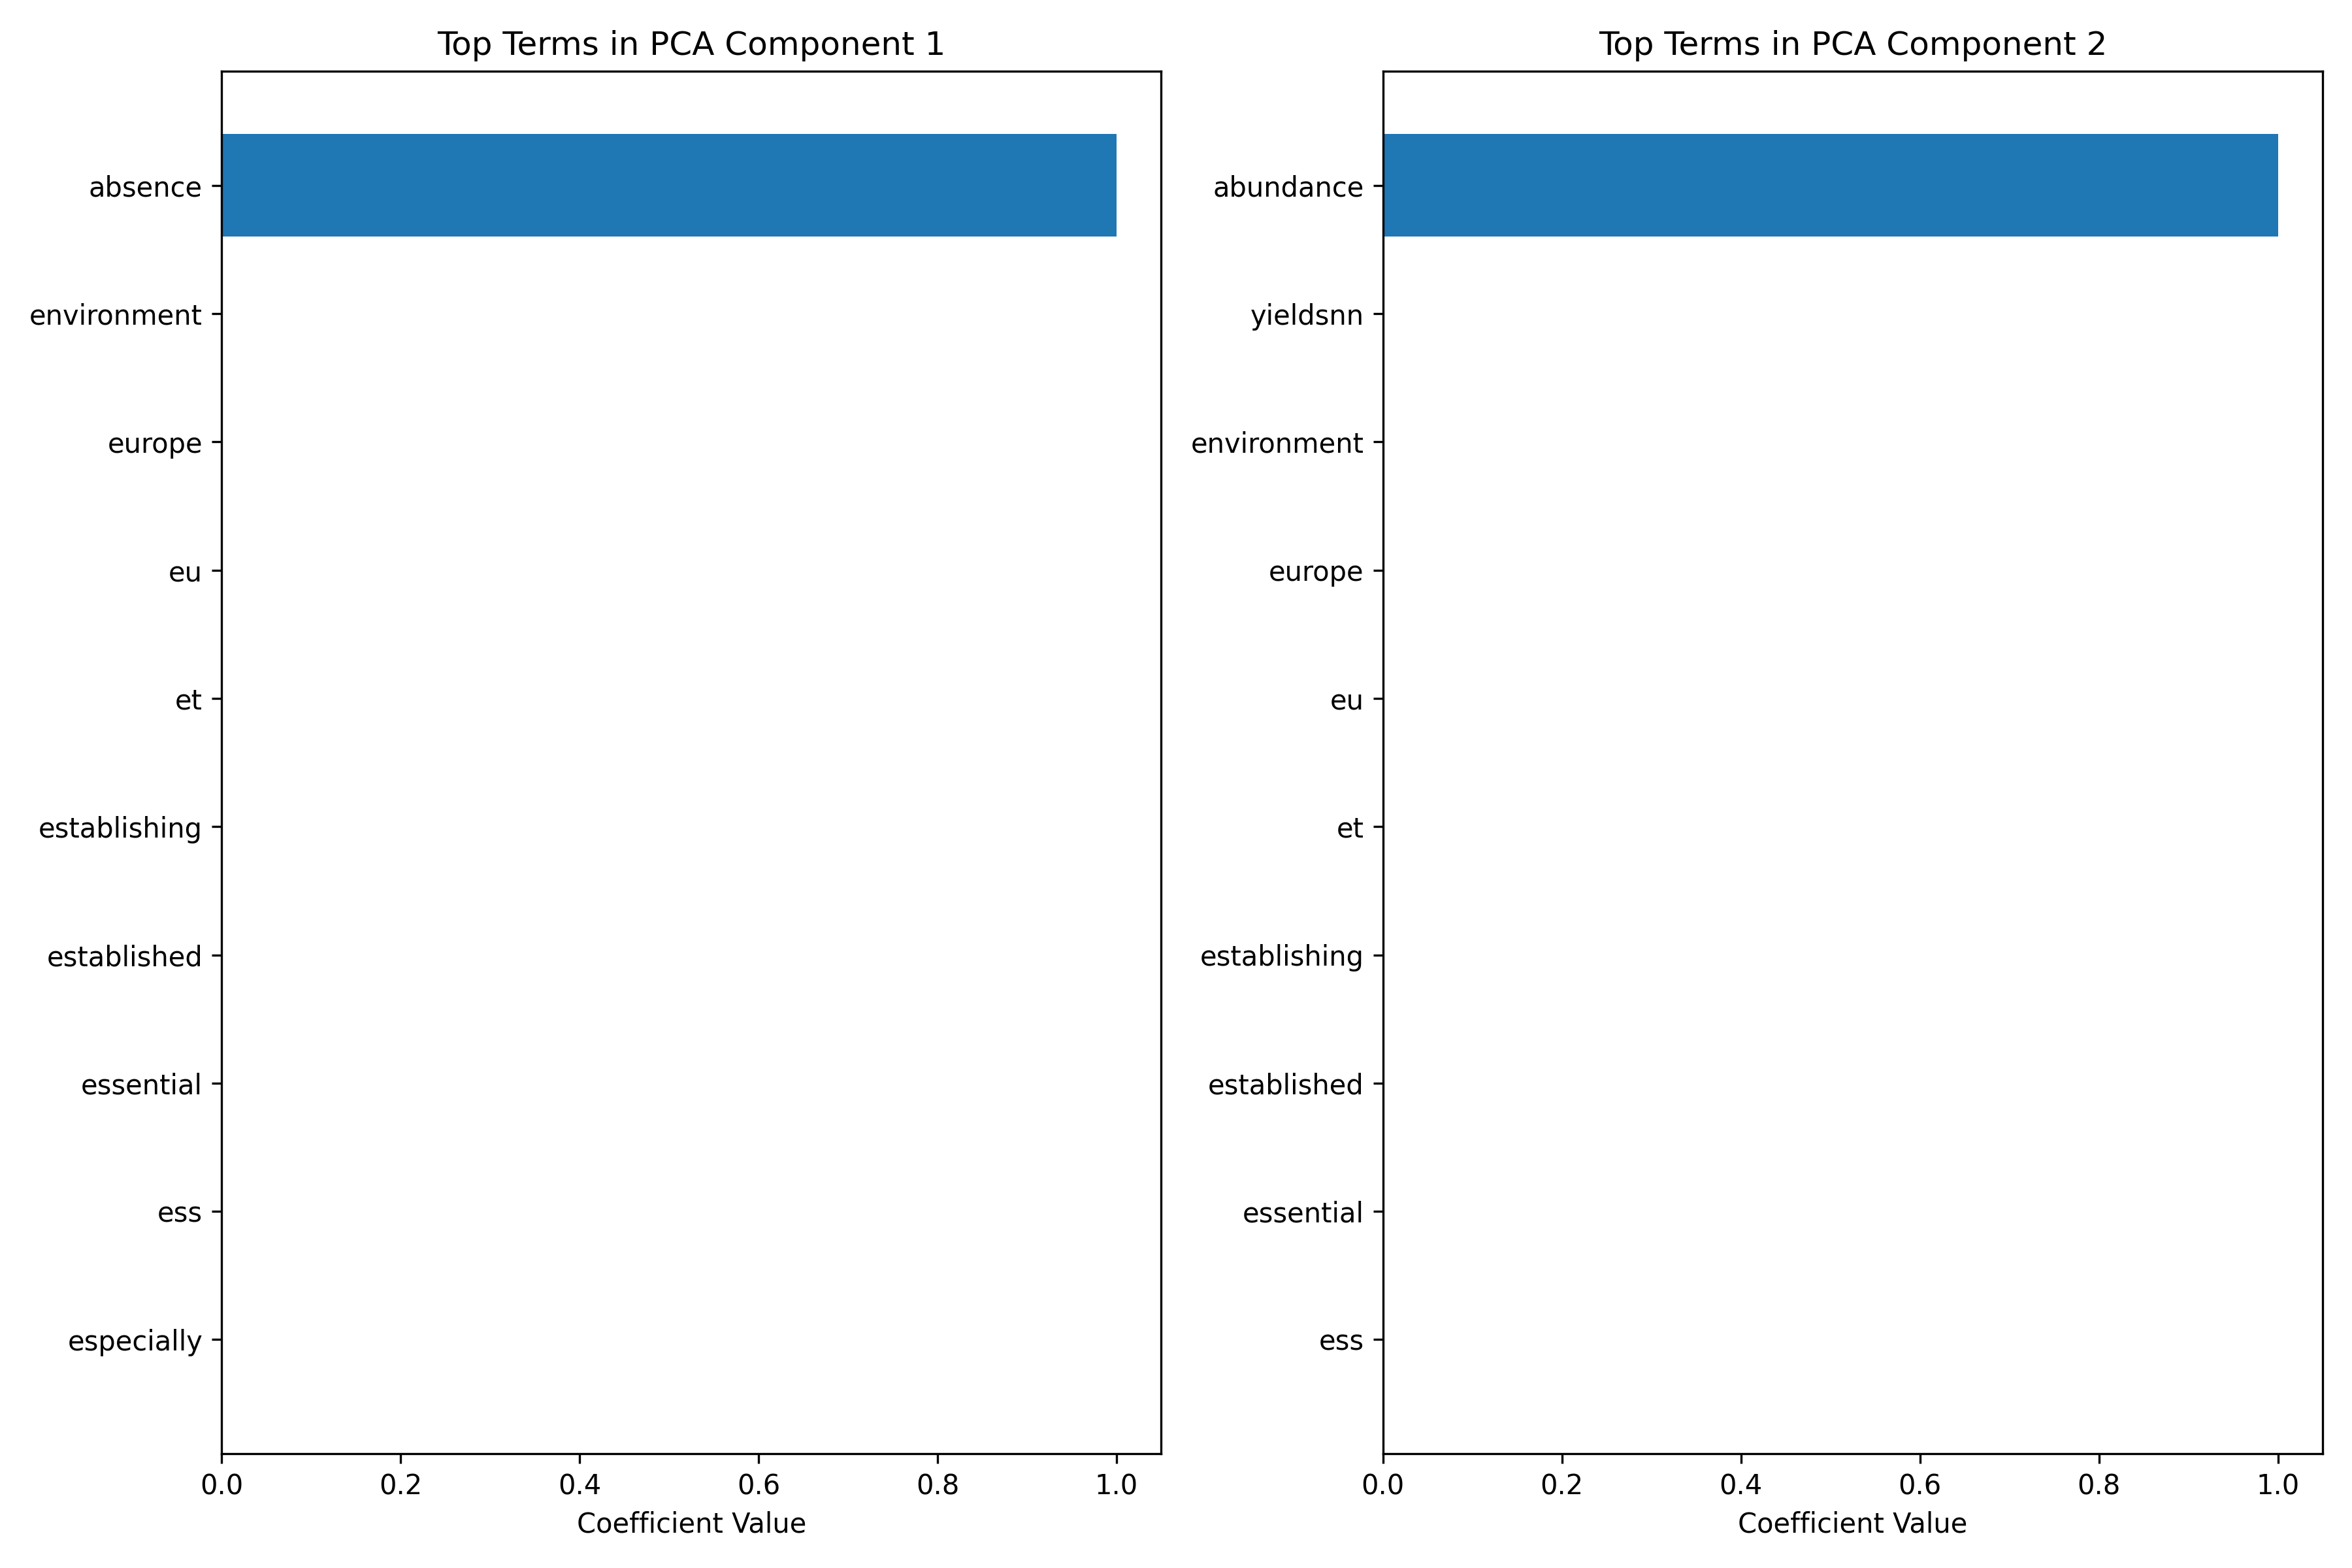 Top Terms in PCA Component 1
absence
environment
europe
eu
et
establishing
established
essential
ess
especially
0.0 0.2 0.4 0.6 0.8 1.0
Coefficient Value
Top Terms in PCA Component 2
abundance
yieldsnn
environment
europe
eu
et
establishing
established
essential
ess
0.0 0.2 0.4 0.6 0.8 1.0
Coefficient Value